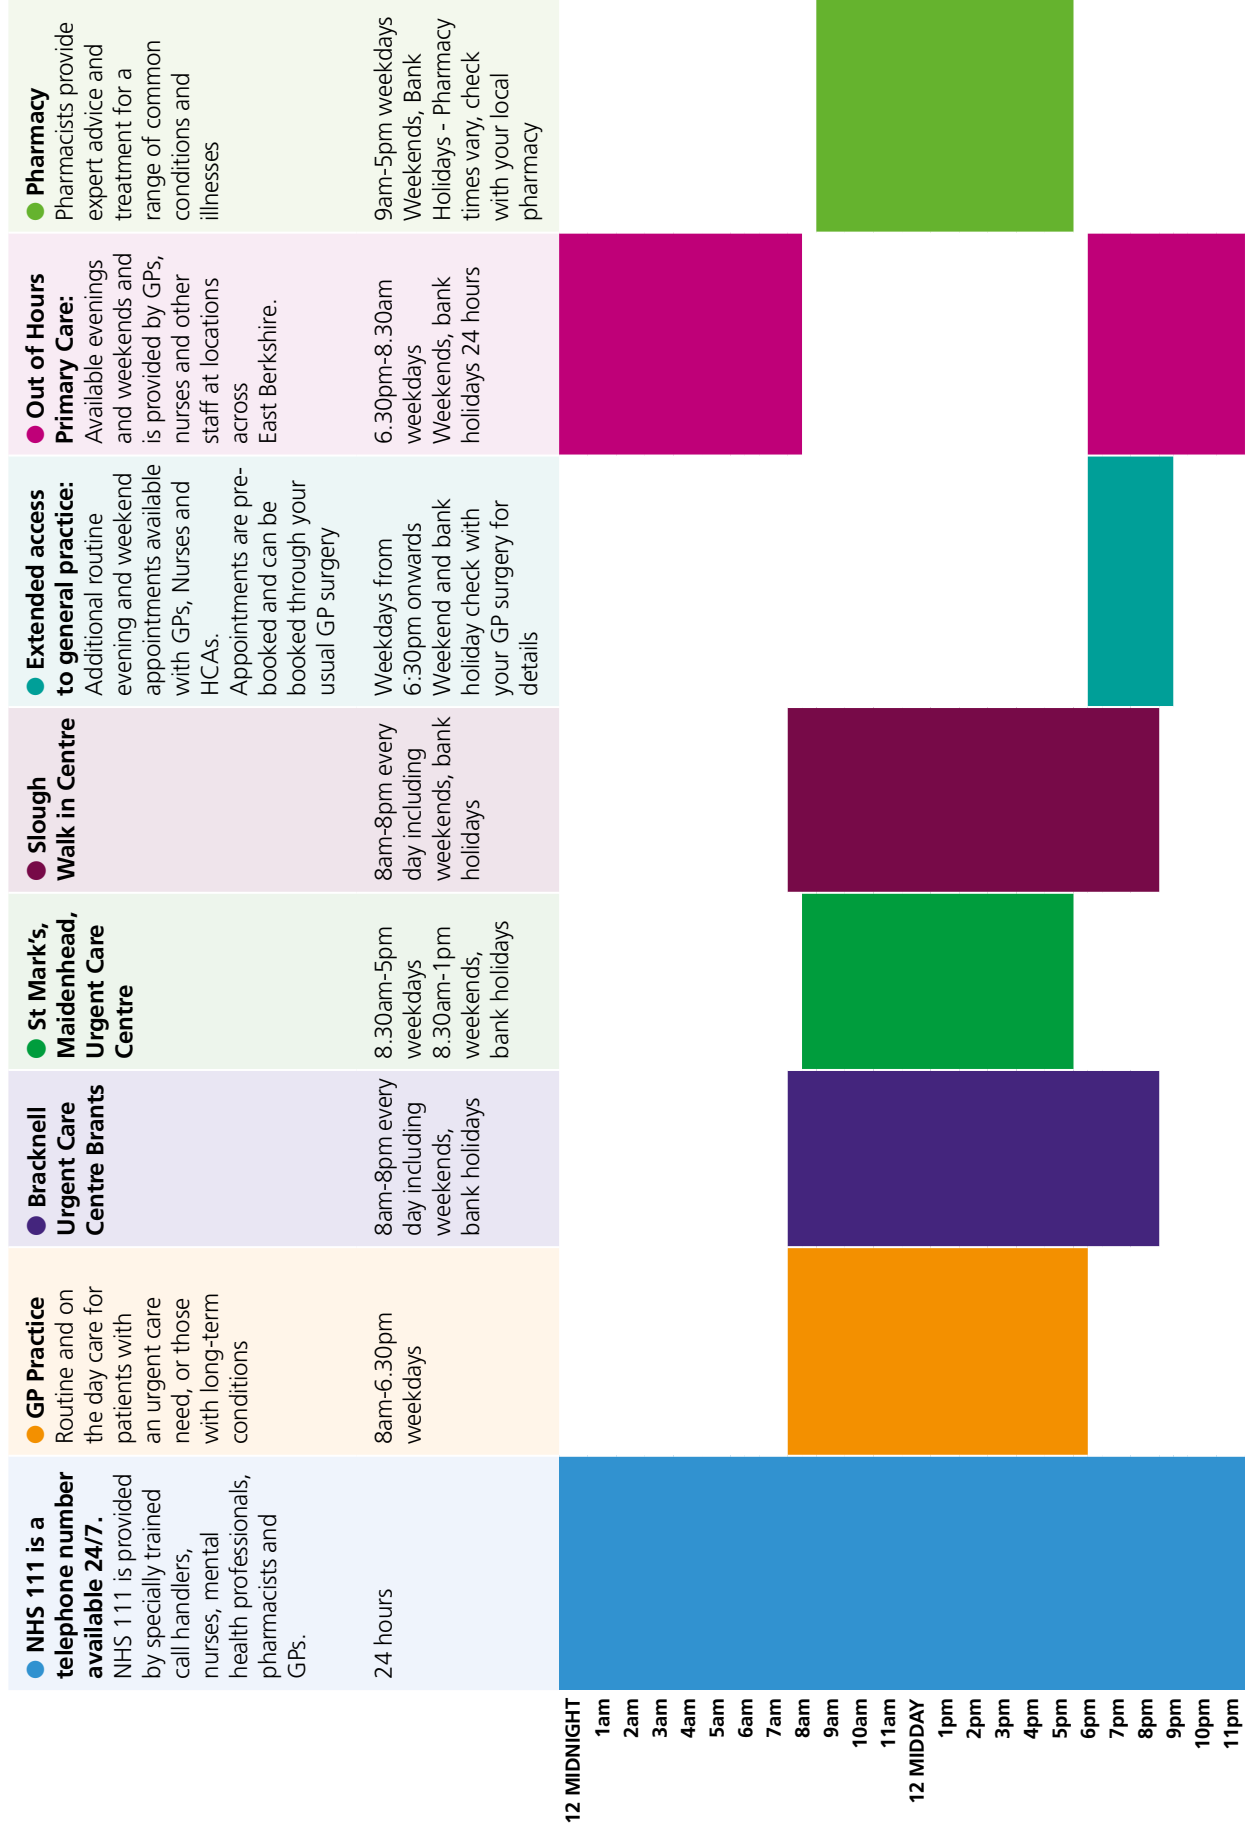 ● NHS 111 is a
telephone number
available 24/7.
NHS 111 is provided
by specially trained
call handlers,
nurses, mental
health professionals,
pharmacists and
GPs.
24 hours
● GP Practice
Routine and on
the day care for
patients with
an urgent care
need, or those
with long-term
conditions
8am-6.30pm
weekdays
● Bracknell
Urgent Care
Centre Brants
8am-8pm every
day including
weekends,
bank holidays
● St Mark’s,
Maidenhead,
Urgent Care
Centre
8.30am-5pm
weekdays
8.30am-1pm
weekends,
bank holidays
● Slough
Walk in Centre
8am-8pm every
day including
weekends, bank
holidays
● Extended access
to general practice:
Additional routine
evening and weekend
appointments available
with GPs, Nurses and
HCAs.
Appointments are pre-
booked and can be
booked through your
usual GP surgery
Weekdays from
6:30pm onwards
Weekend and bank
holiday check with
your GP surgery for
details
● Out of Hours
Primary Care:
Available evenings
and weekends and
is provided by GPs,
nurses and other
staff at locations
across
East Berkshire.
6.30pm-8.30am
weekdays
Weekends, bank
holidays 24 hours
● Pharmacy
Pharmacists provide
expert advice and
treatment for a
range of common
conditions and
illnesses
9am-5pm weekdays
Weekends, Bank
Holidays - Pharmacy
times vary, check
with your local
pharmacy
12 MIDNIGHT
1am
2am
3am
4am
5am
6am
7am
8am
9am
10am
11am
12 MIDDAY
1pm
2pm
3pm
4pm
5pm
6pm
7pm
8pm
9pm
10pm
11pm